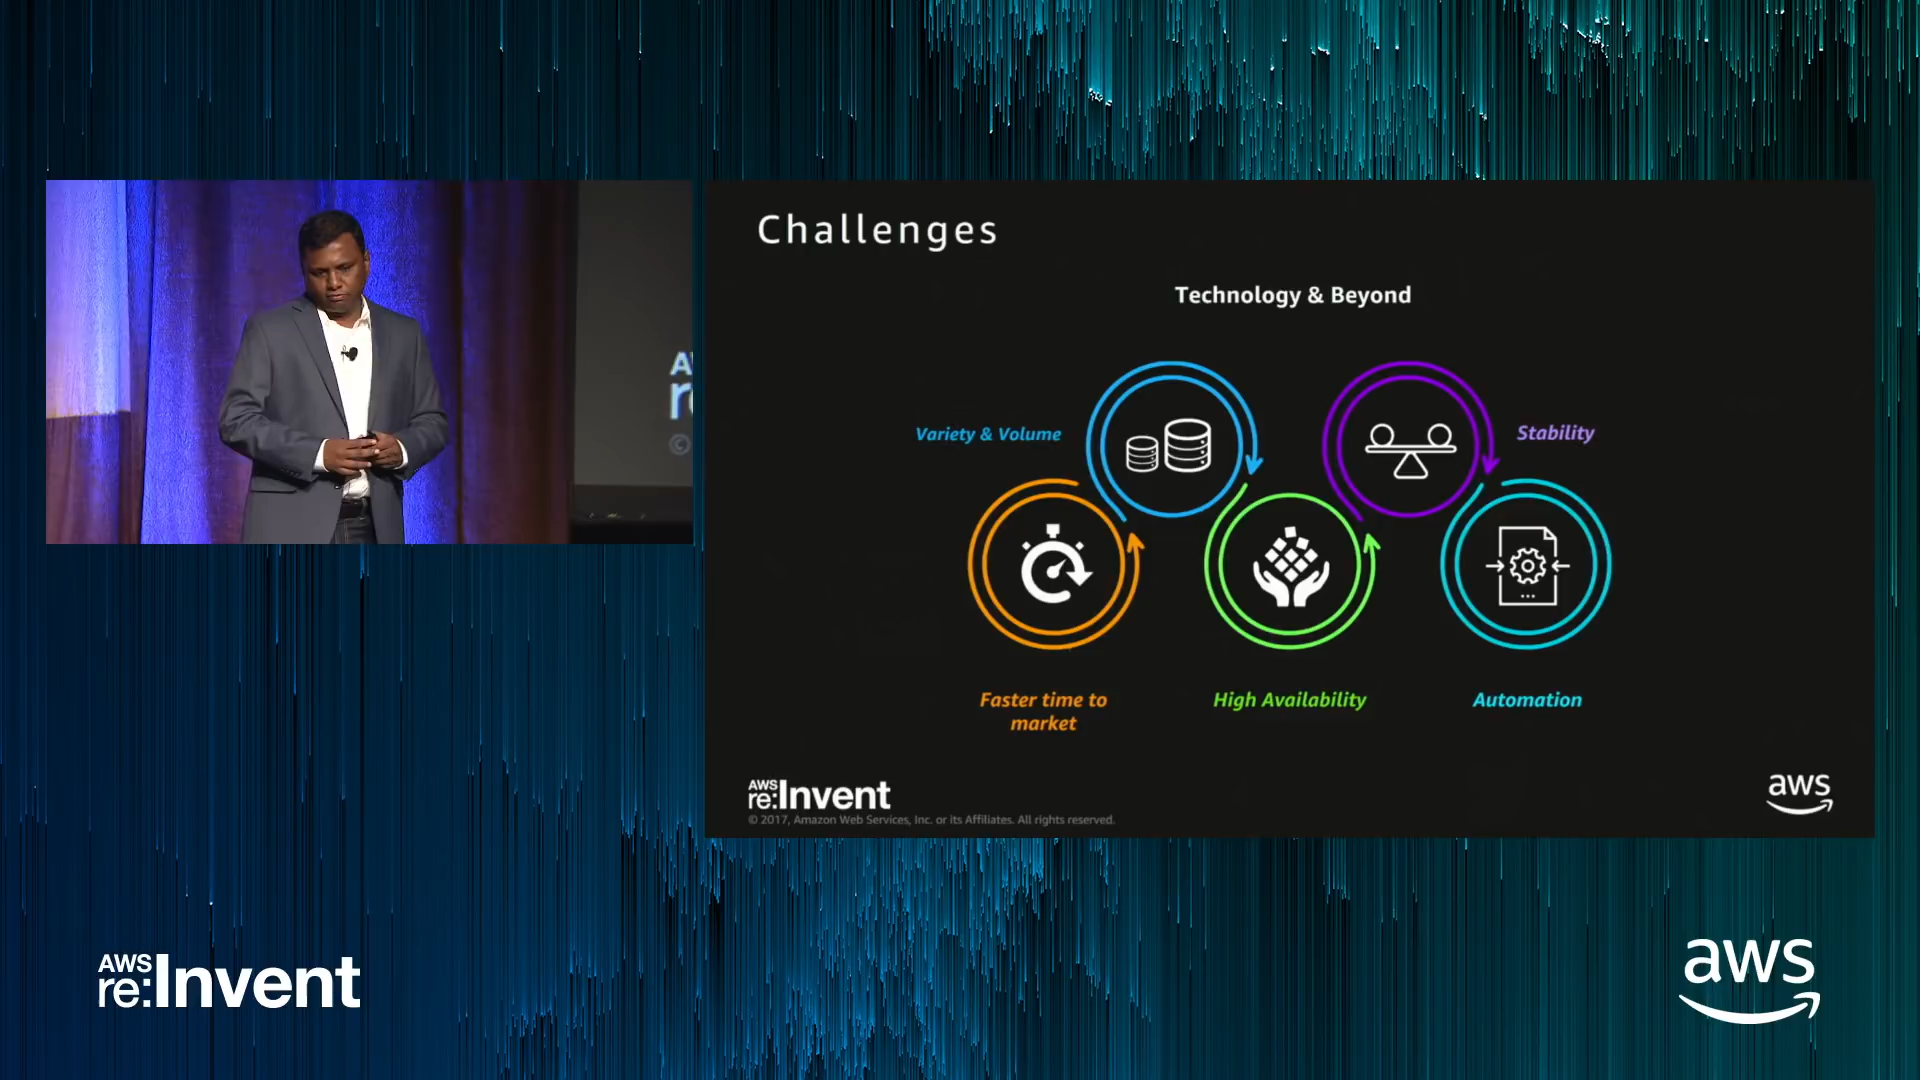 Challenges
Technology & Beyond
Variety & Volume
Stability
Faster time to
market
High Availability
Automation
AWS
re:Invent
© 2017, Amazon Web Services, Inc. or its Affiliates. All rights reserved.
aws
AWS
re:Invent
aws